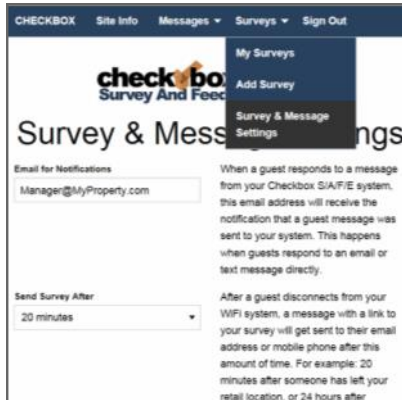 CHECKBOX Site Info Messages Surveys Sign Out
My Surveys
Add Survey
Survey & Message
Settings
check bo
Survey And Feed
Survey & Mess ngs
Email for Notifications
Manager@MyProperty.com
When a guest responds to a message
from your Checkbox S/A/F/E system,
this email address will receive the
notification that a guest message was
sent to your system. This happens
when guests respond to an email or
text message directly.
Send Survey After
20 minutes
After a guest disconnects from your
WiFi system, a message with a link to
your survey will get sent to their email
address or mobile phone after this
amount of time. For example: 20
minutes after someone has left your
retail location, or 24 hours after